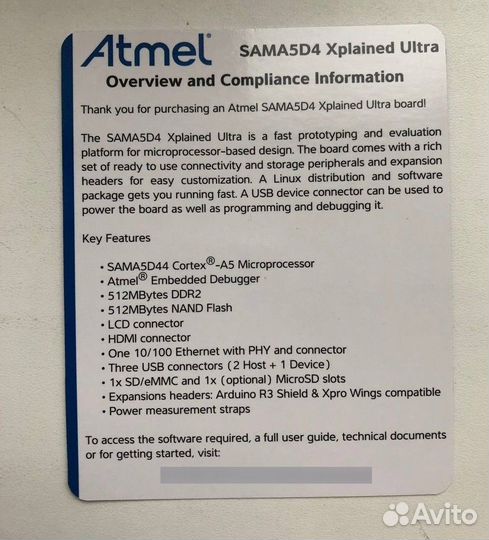 Atmel SAMA5D4 Xplained Ultra
Overview and Compliance Information
Thank you for purchasing an Atmel SAMA5D4 Xplained Ultra board!
The SAMA5D4 Xplained Ultra is a fast prototyping and evaluation
platform for microprocessor-based design. The board comes with a rich
set of ready to use connectivity and storage peripherals and expansion
headers for easy customization. A Linux distribution and software
package gets you running fast. A USB device connector can be used to
power the board as well as programming and debugging it.
Key Features
• SAMA5D44 Cortex®-A5 Microprocessor
• Atmel® Embedded Debugger
• 512MBytes DDR2
• 512MBytes NAND Flash
• LCD connector
• HDMI connector
• One 10/100 Ethernet with PHY and connector
• Three USB connectors (2 Host + 1 Device)
• 1x SD/eMMC and 1x (optional) MicroSD slots
• Expansions headers: Arduino R3 Shield & Xpro Wings compatible
• Power measurement straps
To access the software required, a full user guide, technical documents
or for getting started, visit:
Avito